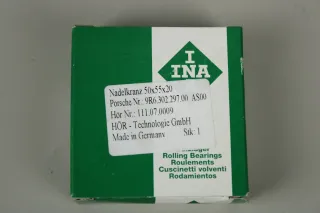 I
INA
Nadelkranz 50x55x20
Porsche Nr.: 9R6.302.297.00 AS00
Hör Nr.: 111.07.0009
HÖR - Technologie GmbH
Made in Germany Stk: 1
Rolling Bearings
Roulements
Cuscinetti volventi
Rodamientos